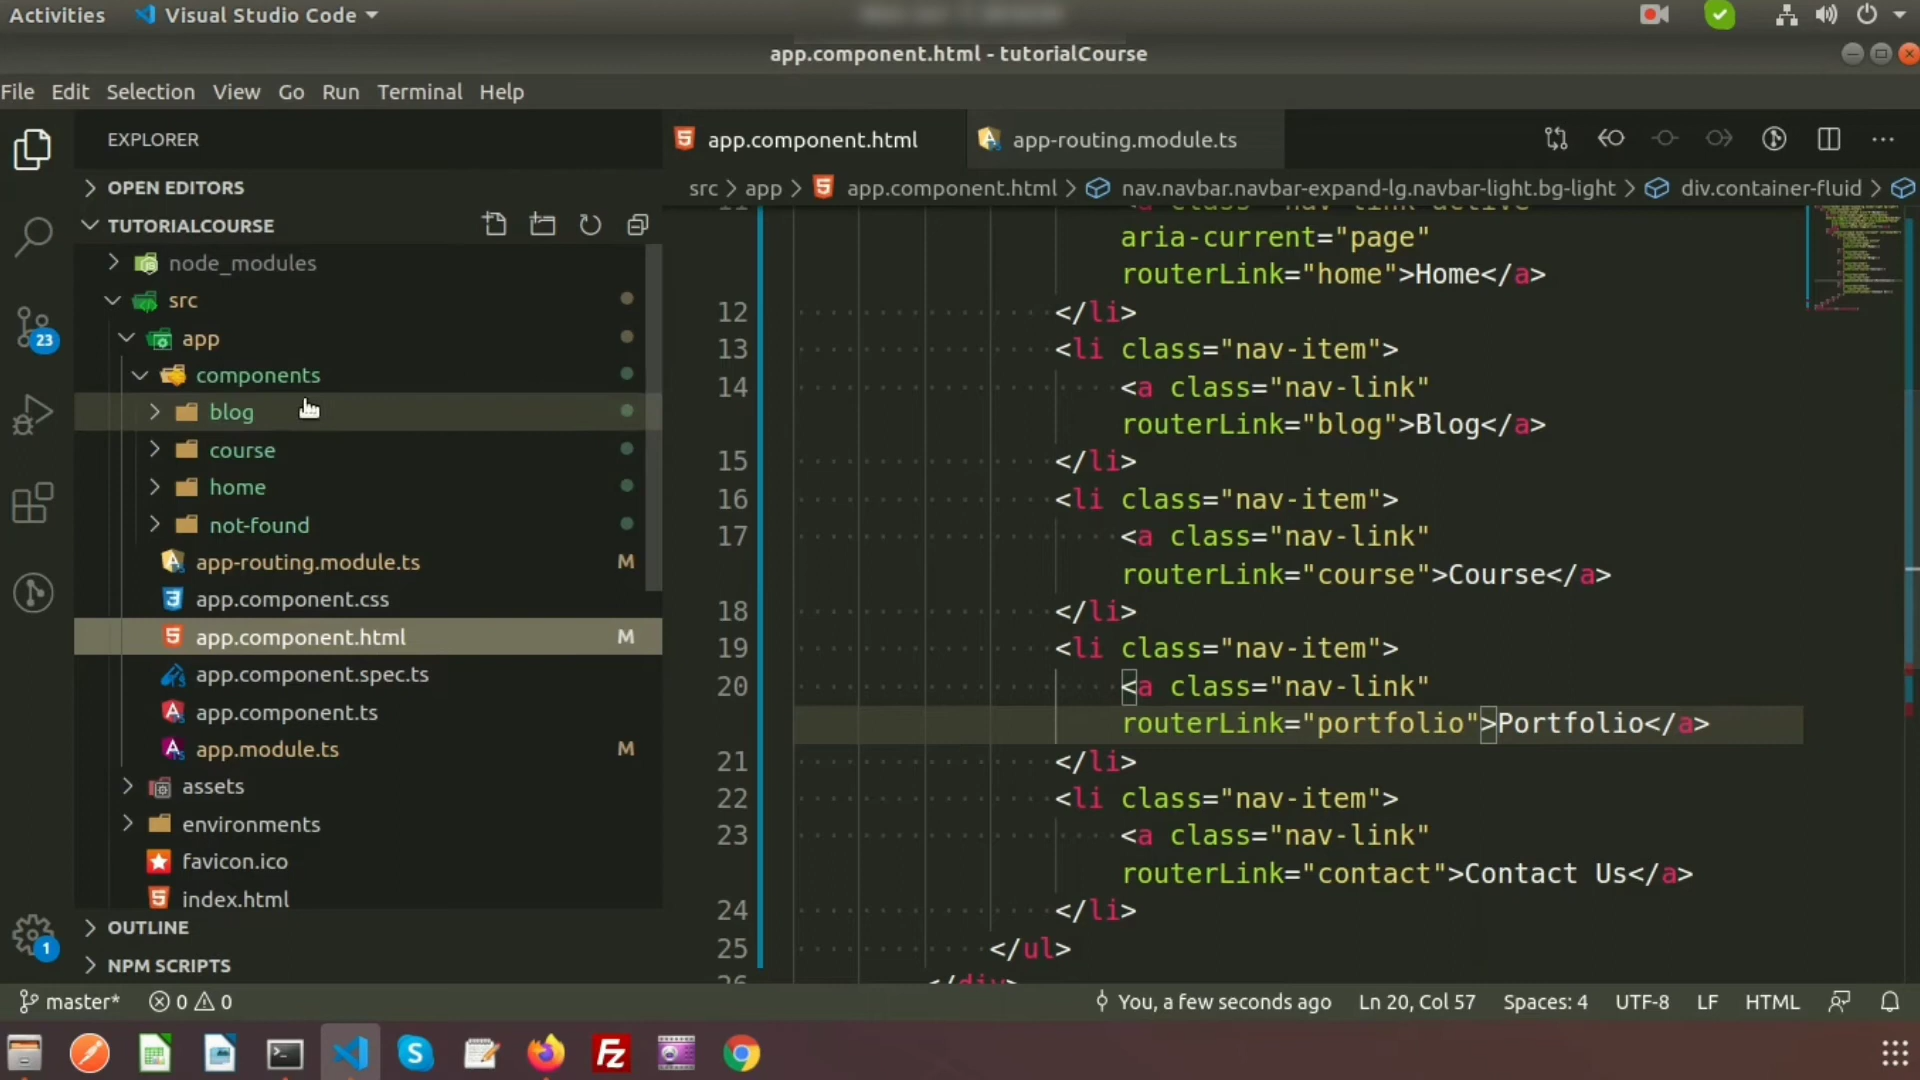 Activities
Visual Studio Code
app.component.html - tutorialCourse
File Edit Selection View Go Run Terminal Help
EXPLORER
OPEN EDITORS
TUTORIALCOURSE
node_modules
src
app
components
blog
course
home
not-found
app-routing.module.ts M
app.component.css
app.component.html M
app.component.spec.ts
app.component.ts
app.module.ts M
assets
environments
favicon.ico
index.html
OUTLINE
NPM SCRIPTS
23
1
app.component.html
app-routing.module.ts
src > app > app.component.html > nav.navbar.navbar-expand-lg.navbar-light.bg-light > div.container-fluid >
aria-current="page"
routerLink="home">Home</a>
12 </li>
13 <li class="nav-item">
14 <a class="nav-link"
routerLink="blog">Blog</a>
15 </li>
16 <li class="nav-item">
17 <a class="nav-link"
routerLink="course">Course</a>
18 </li>
19 <li class="nav-item">
20 <a class="nav-link"
routerLink="portfolio">Portfolio</a>
21 </li>
22 <li class="nav-item">
23 <a class="nav-link"
routerLink="contact">Contact Us</a>
24 </li>
25 </ul>
master* 0 0
You, a few seconds ago Ln 20, Col 57 Spaces: 4 UTF-8 LF HTML